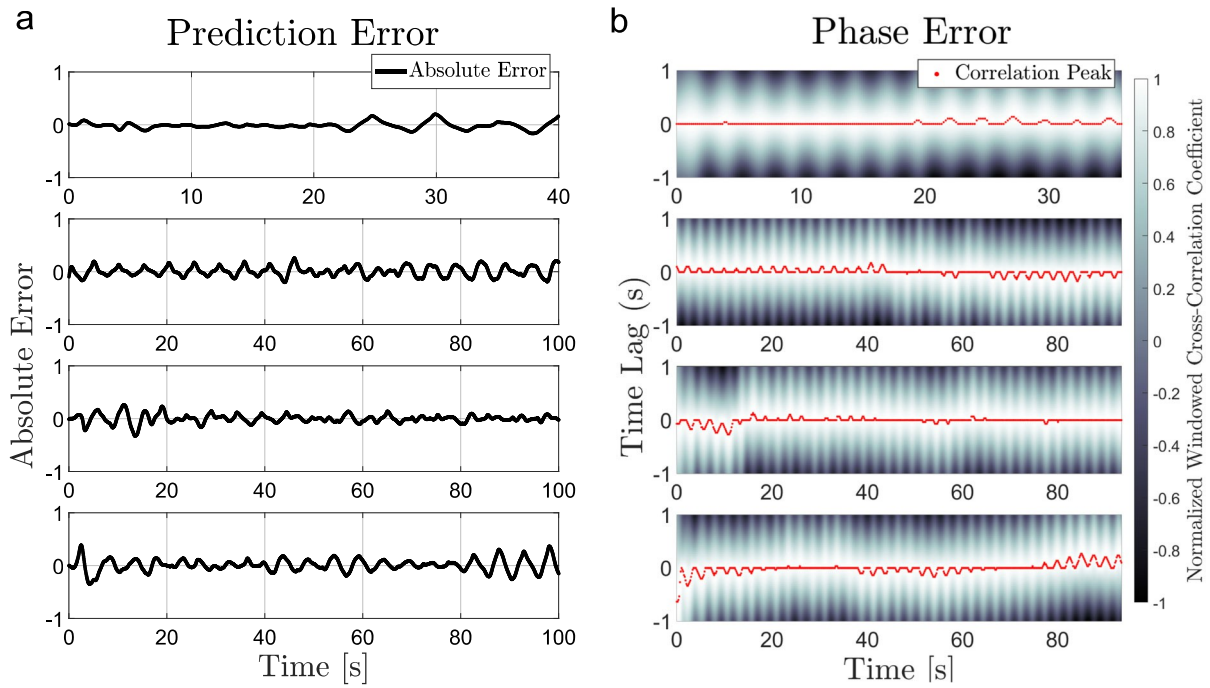 a
Prediction Error
Absolute Error
1
0
-1
0 10 20 30 40
1
0
-1
0 20 40 60 80 100
1
0
-1
0 20 40 60 80 100
1
0
-1
0 20 40 60 80 100
Absolute Error
Time [s]
b
Phase Error
Correlation Peak
1
0
-1
0 10 20 30
1
0
-1
0 20 40 60 80
1
0
-1
0 20 40 60 80
1
0
-1
0 20 40 60 80
Time Lag (s)
Time [s]
1
0.8
0.6
0.4
0.2
0
-0.2
-0.4
-0.6
-0.8
-1
Normalized Windowed Cross-Correlation Coefficient